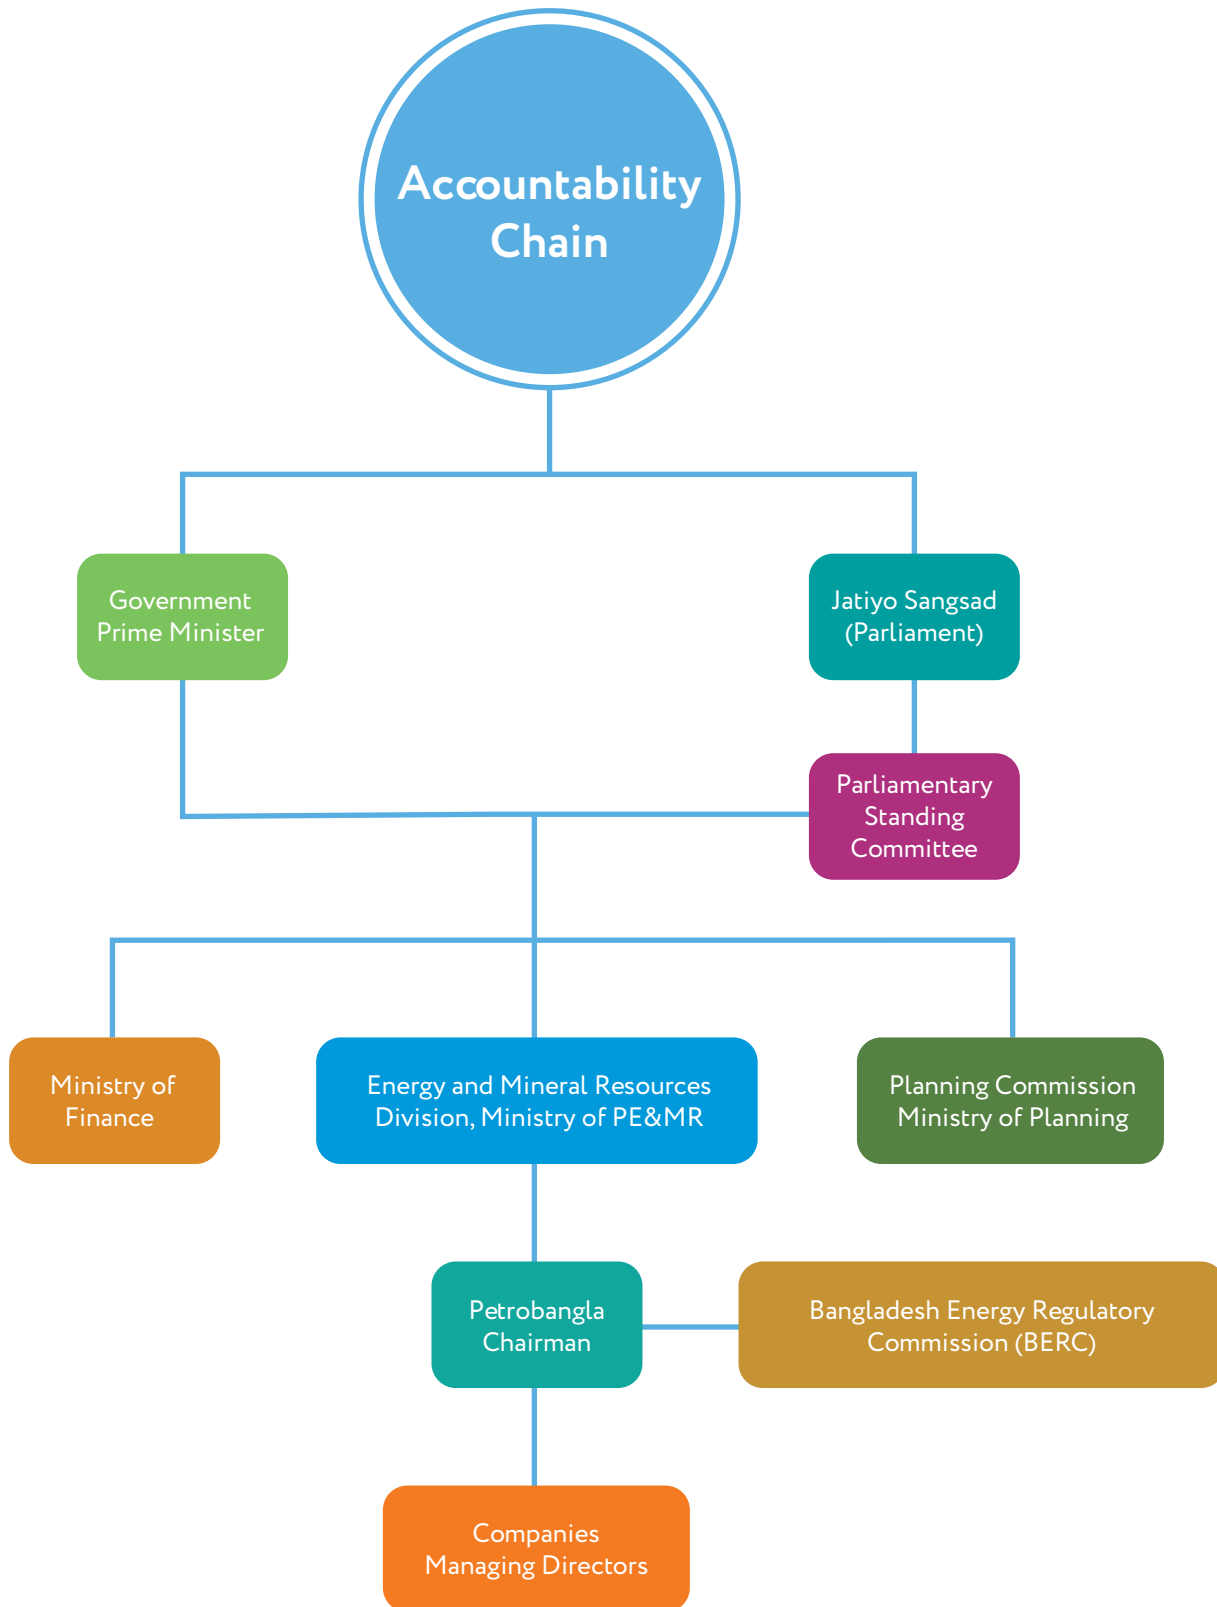 Accountability
Chain
Government
Prime Minister
Jatiyo Sangsad
(Parliament)
Parliamentary
Standing
Committee
Ministry of
Finance
Energy and Mineral Resources
Division, Ministry of PE&MR
Planning Commission
Ministry of Planning
Petrobangla
Chairman
Bangladesh Energy Regulatory
Commission (BERC)
Companies
Managing Directors